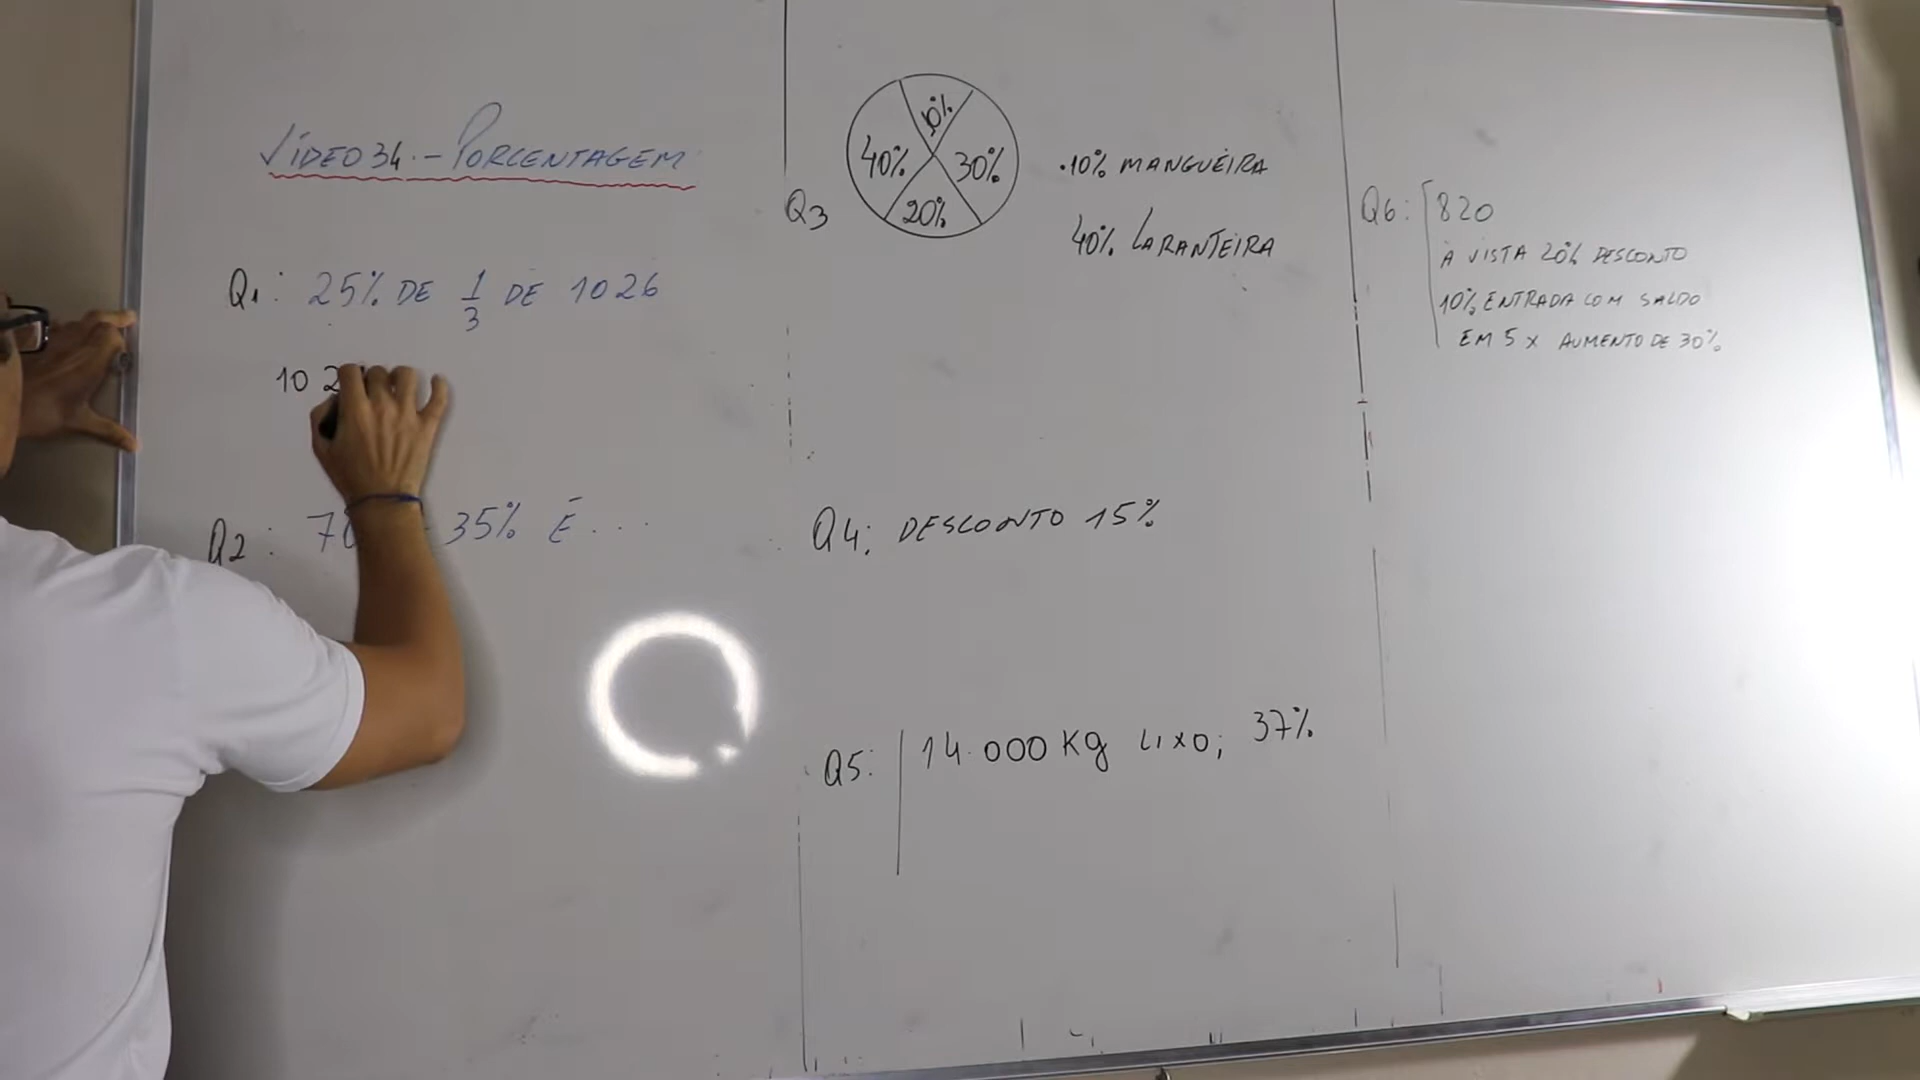 VÍDEO 34.- PORCENTAGEM
Q1: 25% DE 1/3 DE 1026
10 2
Q2: 35% É ...
Q3
10%
40%
30%
20%
.10% MANGUEIRA
40% LARANJEIRA
Q4: DESCONTO 15%
Q5: 14.000 Kg LIXO; 37%
Q6: 820
À VISTA 20% DESCONTO
10% ENTRADA COM SALDO
EM 5 X AUMENTO DE 30%